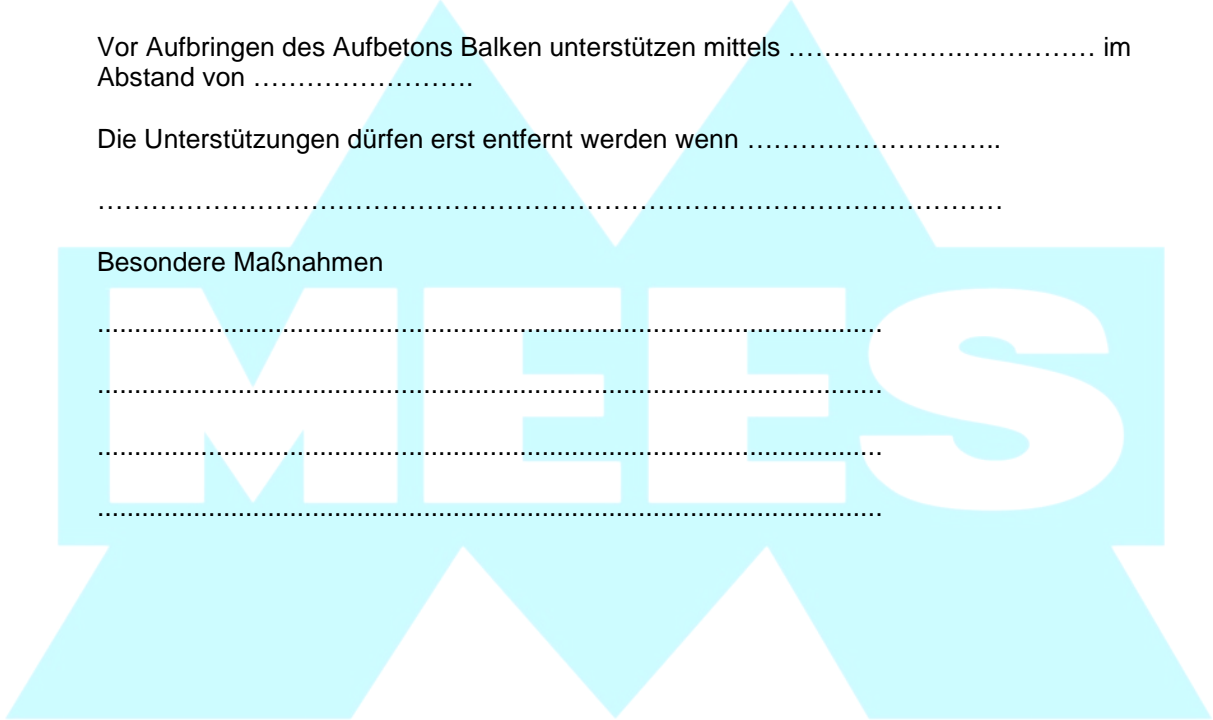 Vor Aufbringen des Aufbetons Balken unterstützen mittels …….………………………… im
Abstand von …………………….
Die Unterstützungen dürfen erst entfernt werden wenn ………………………..
…………………………………………………………………………………………
Besondere Maßnahmen
..........................................................................................................
..........................................................................................................
..........................................................................................................
..........................................................................................................
MEES